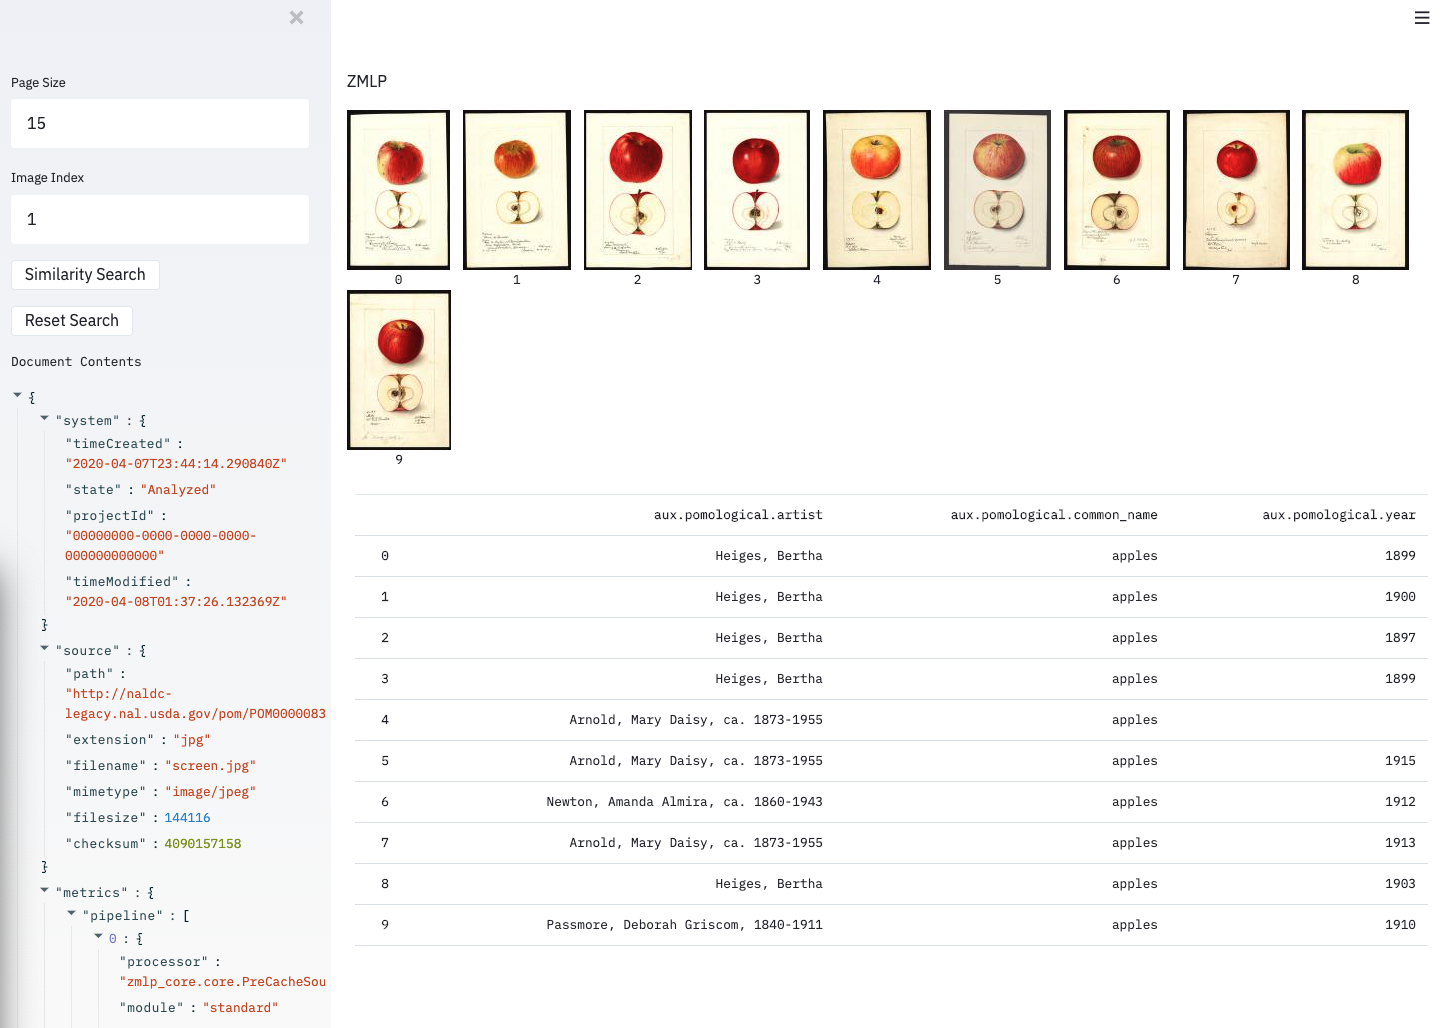 Page Size
15
Image Index
1
Similarity Search
Reset Search
Document Contents
{
"system" : {
"timeCreated" :
"2020-04-07T23:44:14.290840Z"
"state" : "Analyzed"
"projectId" :
"00000000-0000-0000-0000-
000000000000"
"timeModified" :
"2020-04-08T01:37:26.132369Z"
}
"source" : {
"path" :
"http://naldc-
legacy.nal.usda.gov/pom/POM0000083
"extension" : "jpg"
"filename" : "screen.jpg"
"mimetype" : "image/jpeg"
"filesize" : 144116
"checksum" : 4090157158
}
"metrics" : {
"pipeline" : [
0 : {
"processor" :
"zmlp_core.core.PreCacheSou
"module" : "standard"
ZMLP
0 1 2 3 4 5 6 7 8
9
aux.pomological.artist aux.pomological.common_name aux.pomological.year
0 Heiges, Bertha apples 1899
1 Heiges, Bertha apples 1900
2 Heiges, Bertha apples 1897
3 Heiges, Bertha apples 1899
4 Arnold, Mary Daisy, ca. 1873-1955 apples
5 Arnold, Mary Daisy, ca. 1873-1955 apples 1915
6 Newton, Amanda Almira, ca. 1860-1943 apples 1912
7 Arnold, Mary Daisy, ca. 1873-1955 apples 1913
8 Heiges, Bertha apples 1903
9 Passmore, Deborah Griscom, 1840-1911 apples 1910